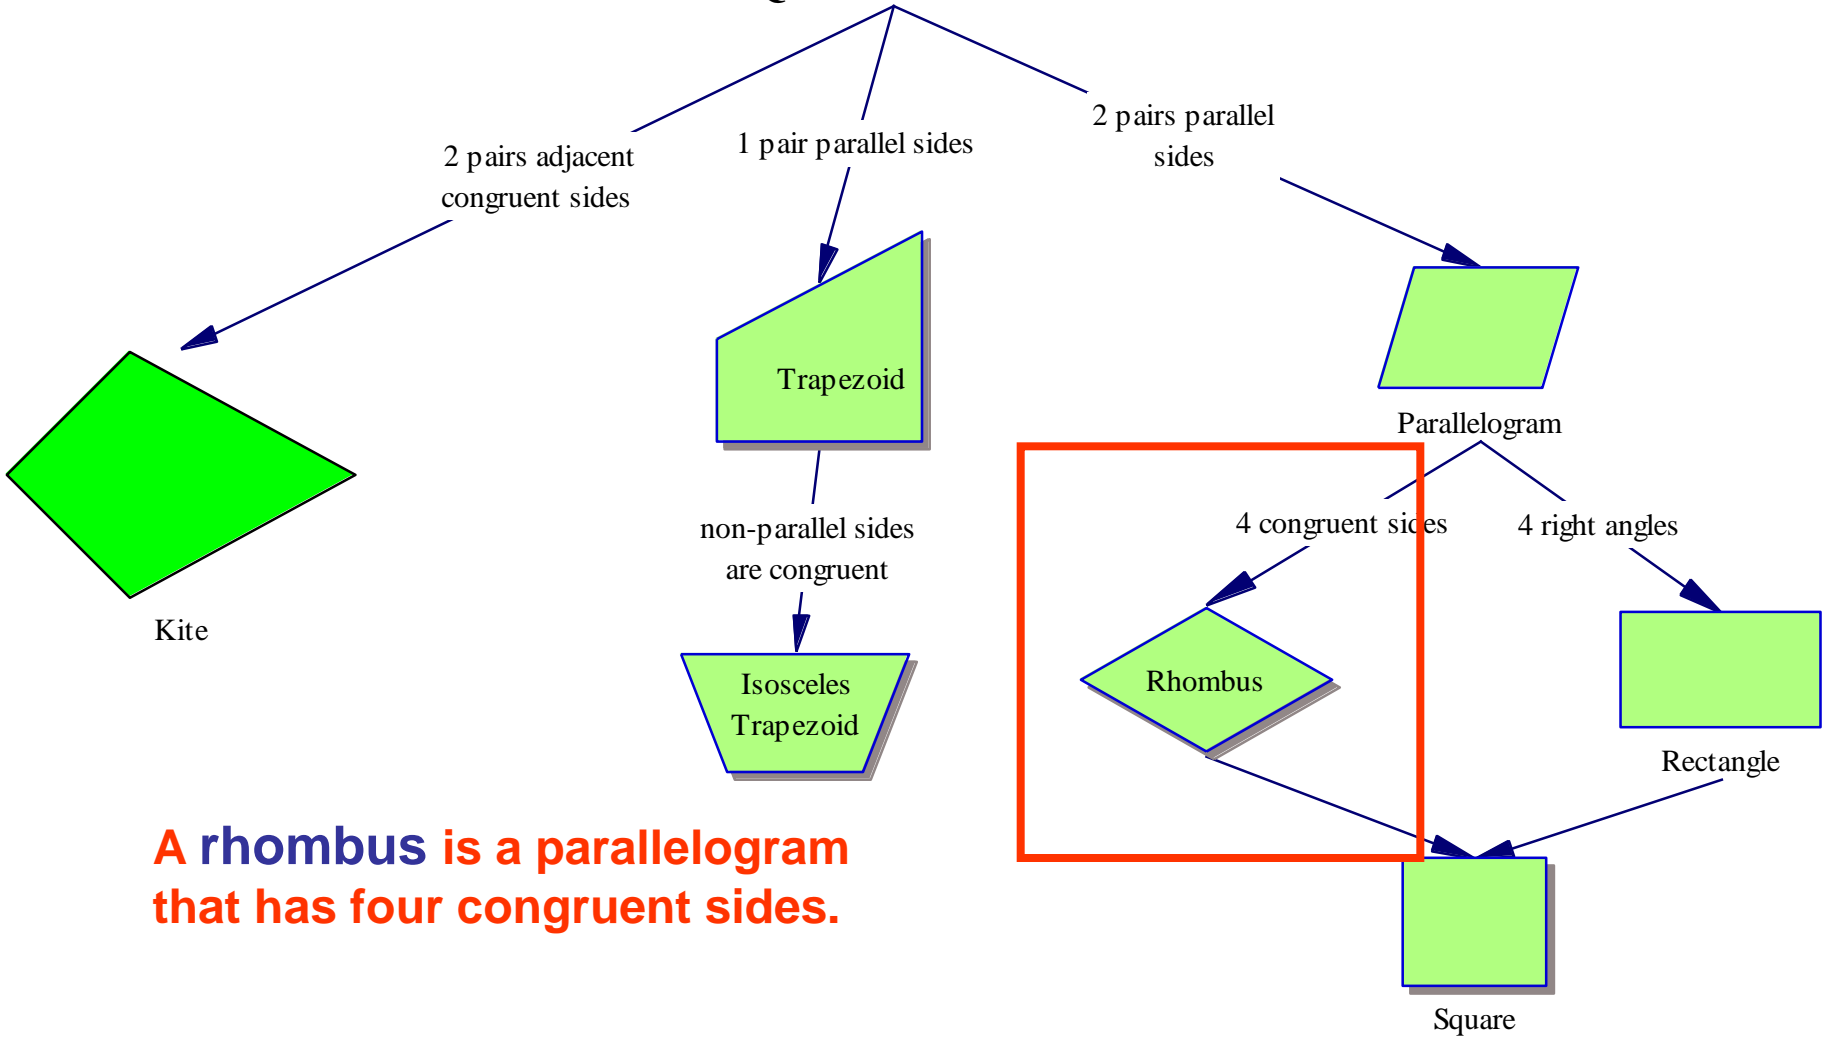 2 pairs adjacent
congruent sides
1 pair parallel sides
2 pairs parallel
sides
Trapezoid
Parallelogram
Kite
non-parallel sides
are congruent
4 congruent sides
4 right angles
Isosceles
Trapezoid
Rhombus
Rectangle
A rhombus is a parallelogram
that has four congruent sides.
Square